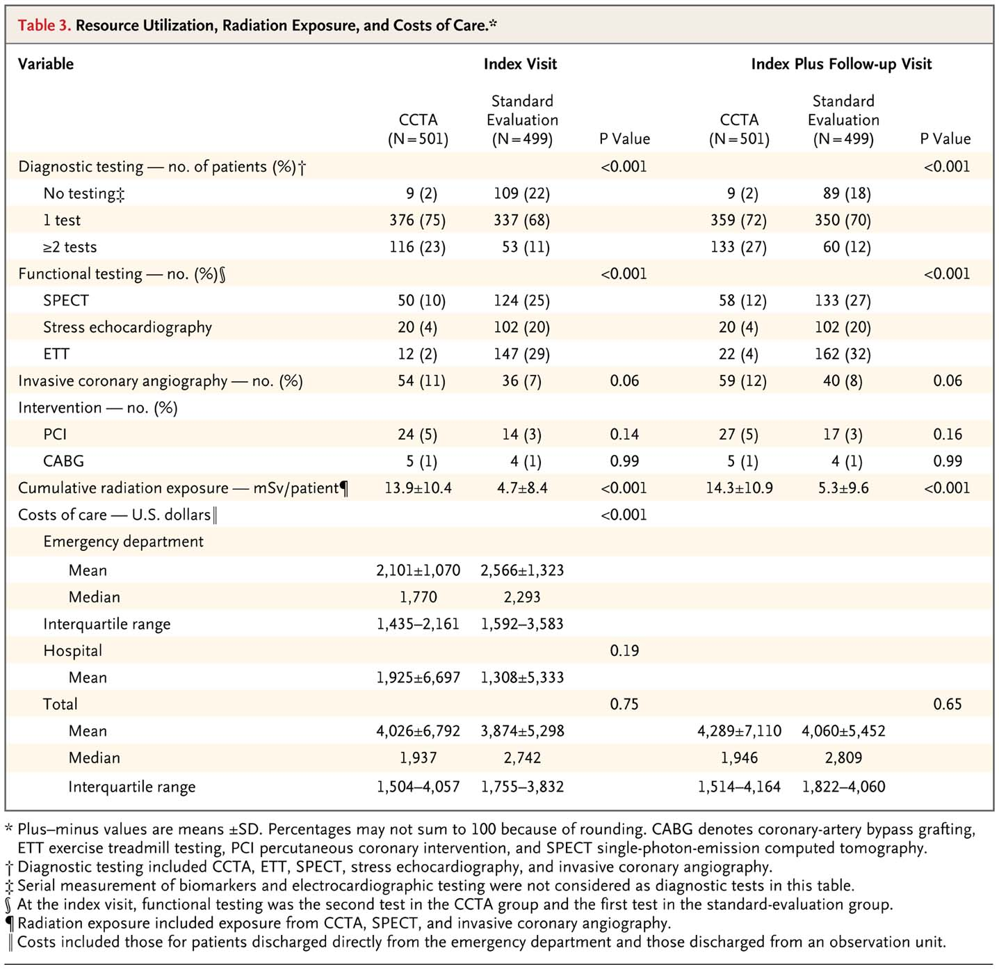 Table 3. Resource Utilization, Radiation Exposure, and Costs of Care.*
Variable Index Visit Index Plus Follow-up Visit
CCTA (N=501) Standard Evaluation (N=499) P Value CCTA (N=501) Standard Evaluation (N=499) P Value
Diagnostic testing — no. of patients (%)† <0.001 <0.001
No testing‡ 9 (2) 109 (22) 9 (2) 89 (18)
1 test 376 (75) 337 (68) 359 (72) 350 (70)
≥2 tests 116 (23) 53 (11) 133 (27) 60 (12)
Functional testing — no. (%)§ <0.001 <0.001
SPECT 50 (10) 124 (25) 58 (12) 133 (27)
Stress echocardiography 20 (4) 102 (20) 20 (4) 102 (20)
ETT 12 (2) 147 (29) 22 (4) 162 (32)
Invasive coronary angiography — no. (%) 54 (11) 36 (7) 0.06 59 (12) 40 (8) 0.06
Intervention — no. (%)
PCI 24 (5) 14 (3) 0.14 27 (5) 17 (3) 0.16
CABG 5 (1) 4 (1) 0.99 5 (1) 4 (1) 0.99
Cumulative radiation exposure — mSv/patient¶ 13.9±10.4 4.7±8.4 <0.001 14.3±10.9 5.3±9.6 <0.001
Costs of care — U.S. dollars‖ <0.001
Emergency department
Mean 2,101±1,070 2,566±1,323
Median 1,770 2,293
Interquartile range 1,435–2,161 1,592–3,583
Hospital 0.19
Mean 1,925±6,697 1,308±5,333
Total 0.75 0.65
Mean 4,026±6,792 3,874±5,298 4,289±7,110 4,060±5,452
Median 1,937 2,742 1,946 2,809
Interquartile range 1,504–4,057 1,755–3,832 1,514–4,164 1,822–4,060
* Plus–minus values are means ±SD. Percentages may not sum to 100 because of rounding. CABG denotes coronary-artery bypass grafting,
ETT exercise treadmill testing, PCI percutaneous coronary intervention, and SPECT single-photon-emission computed tomography.
† Diagnostic testing included CCTA, ETT, SPECT, stress echocardiography, and invasive coronary angiography.
‡ Serial measurement of biomarkers and electrocardiographic testing were not considered as diagnostic tests in this table.
§ At the index visit, functional testing was the second test in the CCTA group and the first test in the standard-evaluation group.
¶ Radiation exposure included exposure from CCTA, SPECT, and invasive coronary angiography.
‖ Costs included those for patients discharged directly from the emergency department and those discharged from an observation unit.